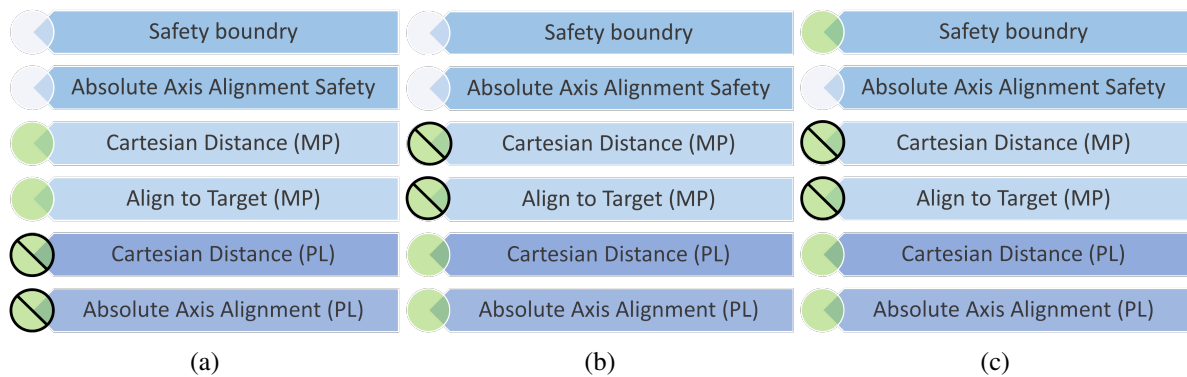 Safety boundry
Absolute Axis Alignment Safety
Cartesian Distance (MP)
Align to Target (MP)
Cartesian Distance (PL)
Absolute Axis Alignment (PL)
(a)
Safety boundry
Absolute Axis Alignment Safety
Cartesian Distance (MP)
Align to Target (MP)
Cartesian Distance (PL)
Absolute Axis Alignment (PL)
(b)
Safety boundry
Absolute Axis Alignment Safety
Cartesian Distance (MP)
Align to Target (MP)
Cartesian Distance (PL)
Absolute Axis Alignment (PL)
(c)